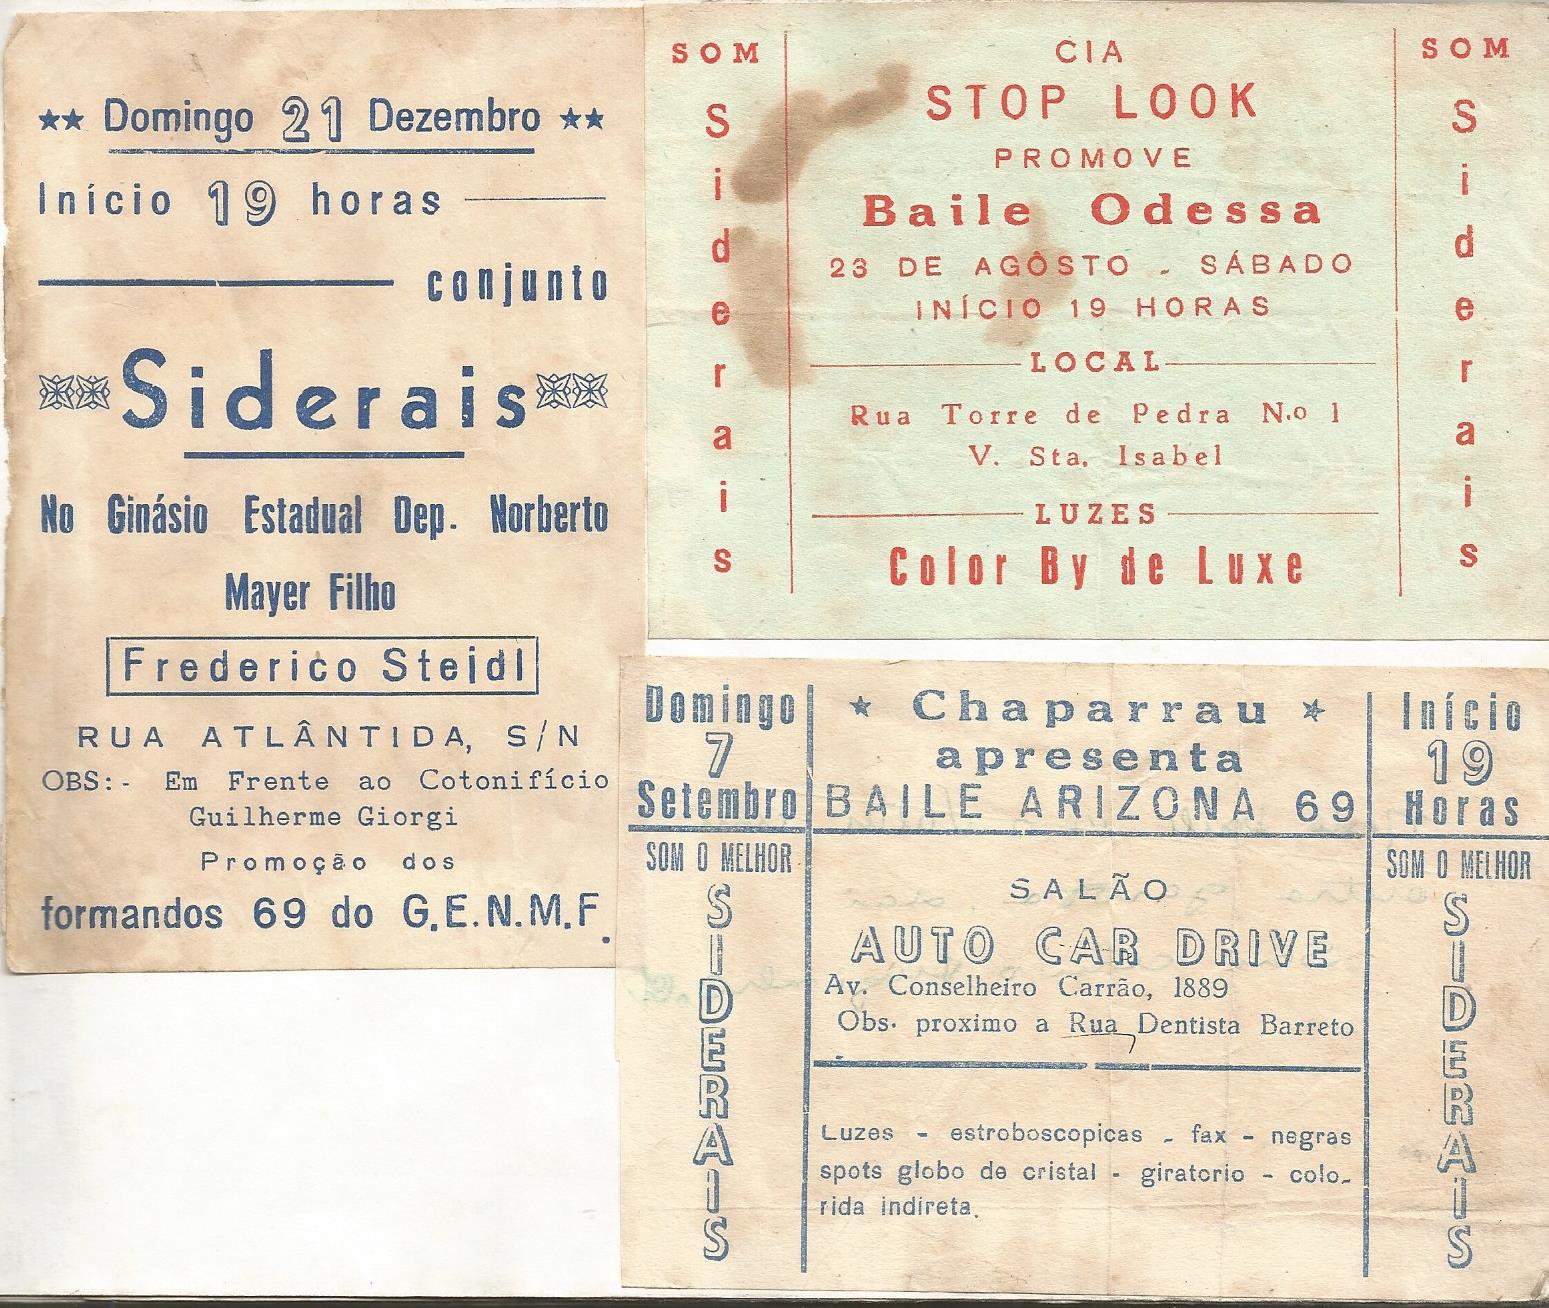 ★★ Domingo 21 Dezembro ★★
Início 19 horas
conjunto
Siderais
No Ginásio Estadual Dep. Norberto
Mayer Filho
Frederico Steidl
RUA ATLÂNTIDA, S/N
OBS:- Em Frente ao Cotonifício
Guilherme Giorgi
Promoção dos
formandos 69 do G.E.N.M.F.
SOM
Siderais
CIA
STOP LOOK
PROMOVE
Baile Odessa
23 DE AGÔSTO - SÁBADO
INÍCIO 19 HORAS
LOCAL
Rua Torre de Pedra N.o 1
V. Sta. Isabel
LUZES
Color By de Luxe
SOM
Siderais
Domingo
7
Setembro
SOM O MELHOR
SIDERAIS
★ Chaparrau ★
apresenta
BAILE ARIZONA 69
SALÃO
AUTO CAR DRIVE
Av. Conselheiro Carrão, 1889
Obs. proximo a Rua Dentista Barreto
Luzes - estroboscopicas - fax - negras
spots globo de cristal - giratorio - colo-
rida indireta.
Início
19
Horas
SOM O MELHOR
SIDERAIS